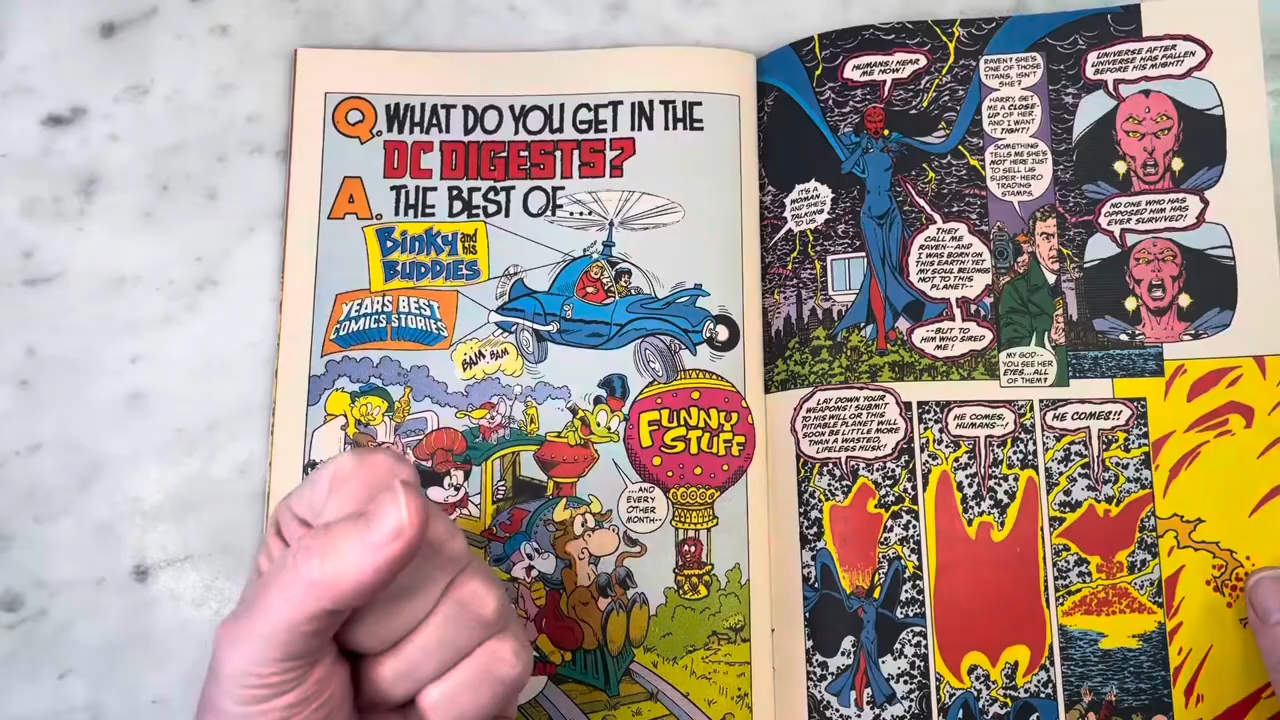 Q. WHAT DO YOU GET IN THE
DC DIGESTS?
A. THE BEST OF...
Binky and his
BUDDIES
YEARS BEST
COMICS STORIES
BAM, BAM
FUNNY
STUFF
...AND
EVERY
OTHER
MONTH--
HUMANS! HEAR
ME NOW!
IT'S A
WOMAN...
AND SHE'S
TALKING
TO US.
THEY
CALL ME
RAVEN--AND
I WAS BORN ON
THIS EARTH! YET
MY SOUL BELONGS
NOT TO THIS
PLANET--
--BUT TO
HIM WHO SIRED
ME!
RAVEN? SHE'S
ONE OF THOSE
TITANS, ISN'T
SHE?
HARRY, GET
ME A CLOSE-
UP OF HER.
AND I WANT
IT TIGHT!
SOMETHING
TELLS ME SHE'S
NOT HERE JUST
TO SELL US
SUPER-HERO
TRADING
STAMPS.
MY GOD--
YOU SEE HER
EYES...ALL
OF THEM?
UNIVERSE AFTER
UNIVERSE HAS FALLEN
BEFORE HIS MIGHT!
NO ONE WHO HAS
OPPOSED HIM HAS
EVER SURVIVED!
LAY DOWN YOUR
WEAPONS! SUBMIT
TO HIS WILL OR THIS
PITIABLE PLANET WILL
SOON BE LITTLE MORE
THAN A WASTED,
LIFELESS HUSK!
HE COMES,
HUMANS--!
HE COMES!!